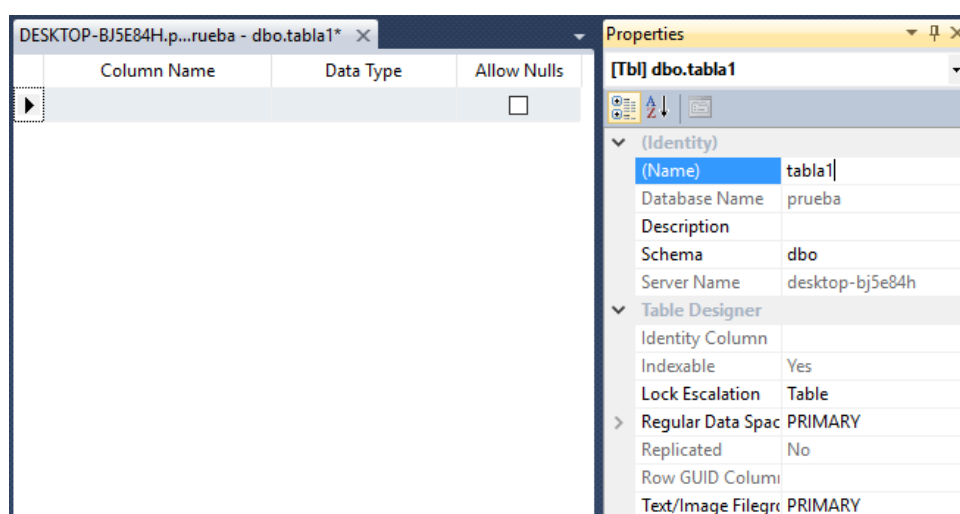 DESKTOP-BJ5E84H.p...rueba - dbo.tabla1*
Column Name Data Type Allow Nulls
Properties
[Tbl] dbo.tabla1
(Identity)
(Name) tabla1
Database Name prueba
Description
Schema dbo
Server Name desktop-bj5e84h
Table Designer
Identity Column
Indexable Yes
Lock Escalation Table
Regular Data Spac PRIMARY
Replicated No
Row GUID Colum
Text/Image Filegr PRIMARY